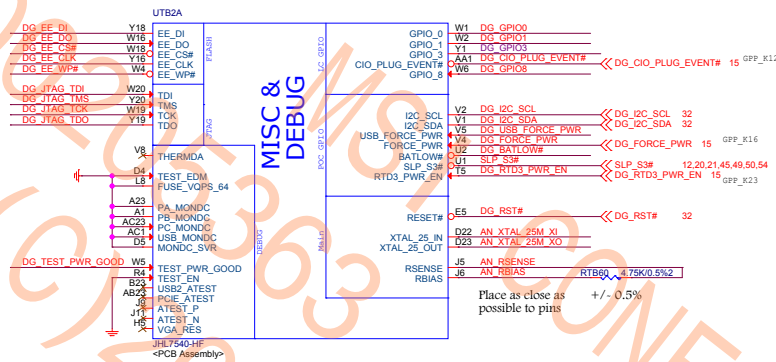 UTB2A
DG_EE_DI Y18 EE_DI
DG_EE_DO W16 EE_DO
DG_EE_CS# W18 EE_CS#
DG_EE_CLK Y16 EE_CLK
DG_EE_WP# W4 EE_WP#
FLASH
DG_JTAG_TDI W20 TDI
DG_JTAG_TMS Y20 TMS
DG_JTAG_TCK W19 TCK
DG_JTAG_TDO Y19 TDO
JTAG
V8 THERMDA
D4 TEST_EDM
L8 FUSE_VQPS_64
A23 PA_MONDC
A1 PB_MONDC
AC23 PC_MONDC
AC1 USB_MONDC
D5 MONDC_SVR
DEBUG
DG_TEST_PWR_GOOD W5 TEST_PWR_GOOD
R4 TEST_EN
B23 USB2_ATEST
AB23 PCIE_ATEST
J9 ATEST_P
J11 ATEST_N
H5 VGA_RES
JHL7540-HF
<PCB Assembly>
MISC &
DEBUG
LC GPIO
GPIO_0 W1 DG_GPIO0
GPIO_1 W2 DG_GPIO1
GPIO_3 Y1 DG_GPIO3
CIO_PLUG_EVENT# AA1 DG_CIO_PLUG_EVENT# DG_CIO_PLUG_EVENT# 15 GPP_K12
GPIO_8 W6 DG_GPIO8
POC GPIO
I2C_SCL V2 DG_I2C_SCL DG_I2C_SCL 32
I2C_SDA V1 DG_I2C_SDA DG_I2C_SDA 32
USB_FORCE_PWR V5 DG_USB_FORCE_PWR
FORCE_PWR V4 DG_FORCE_PWR DG_FORCE_PWR 15 GPP_K16
BATLOW# U2 DG_BATLOW#
SLP_S3# U1 SLP_S3# SLP_S3# 12,20,21,45,49,50,54
RTD3_PWR_EN T5 DG_RTD3_PWR_EN DG_RTD3_PWR_EN 15
GPP_K23
Main
RESET# E5 DG_RST# DG_RST# 32
XTAL_25_IN D22 AN_XTAL_25M_XI
XTAL_25_OUT D23 AN_XTAL_25M_XO
RSENSE J5 AN_RSENSE
RBIAS J6 AN_RBIAS RTB60 4.75K/0.5%2
Place as close as +/- 0.5%
possible to pins